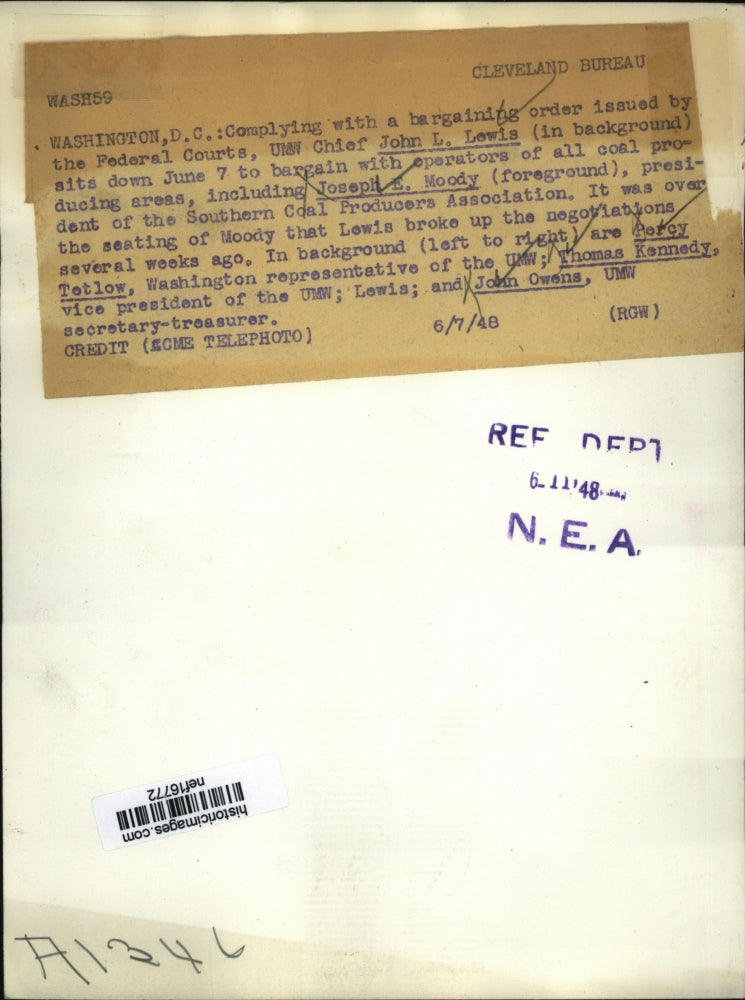 CLEVELAND BUREAU
WASH59
WASHINGTON,D.C.:Complying with a bargaining order issued by
the Federal Courts, UMW Chief John L. Lewis (in background)
sits down June 7 to bargain with operators of all coal pro-
ducing areas, including Joseph E. Moody (foreground), presi-
dent of the Southern Coal Producers Association. It was over
the seating of Moody that Lewis broke up the negotiations
several weeks ago. In background (left to right) are Percy
Tetlow, Washington representative of the UMW; Thomas Kennedy,
vice president of the UMW; Lewis; and John Owens, UMW
secretary-treasurer.
CREDIT (ACME TELEPHOTO) 6/7/48 (RGW)
REF DEPT
6-11'48
N.E.A.
historicimages.com
nef16772
A1346